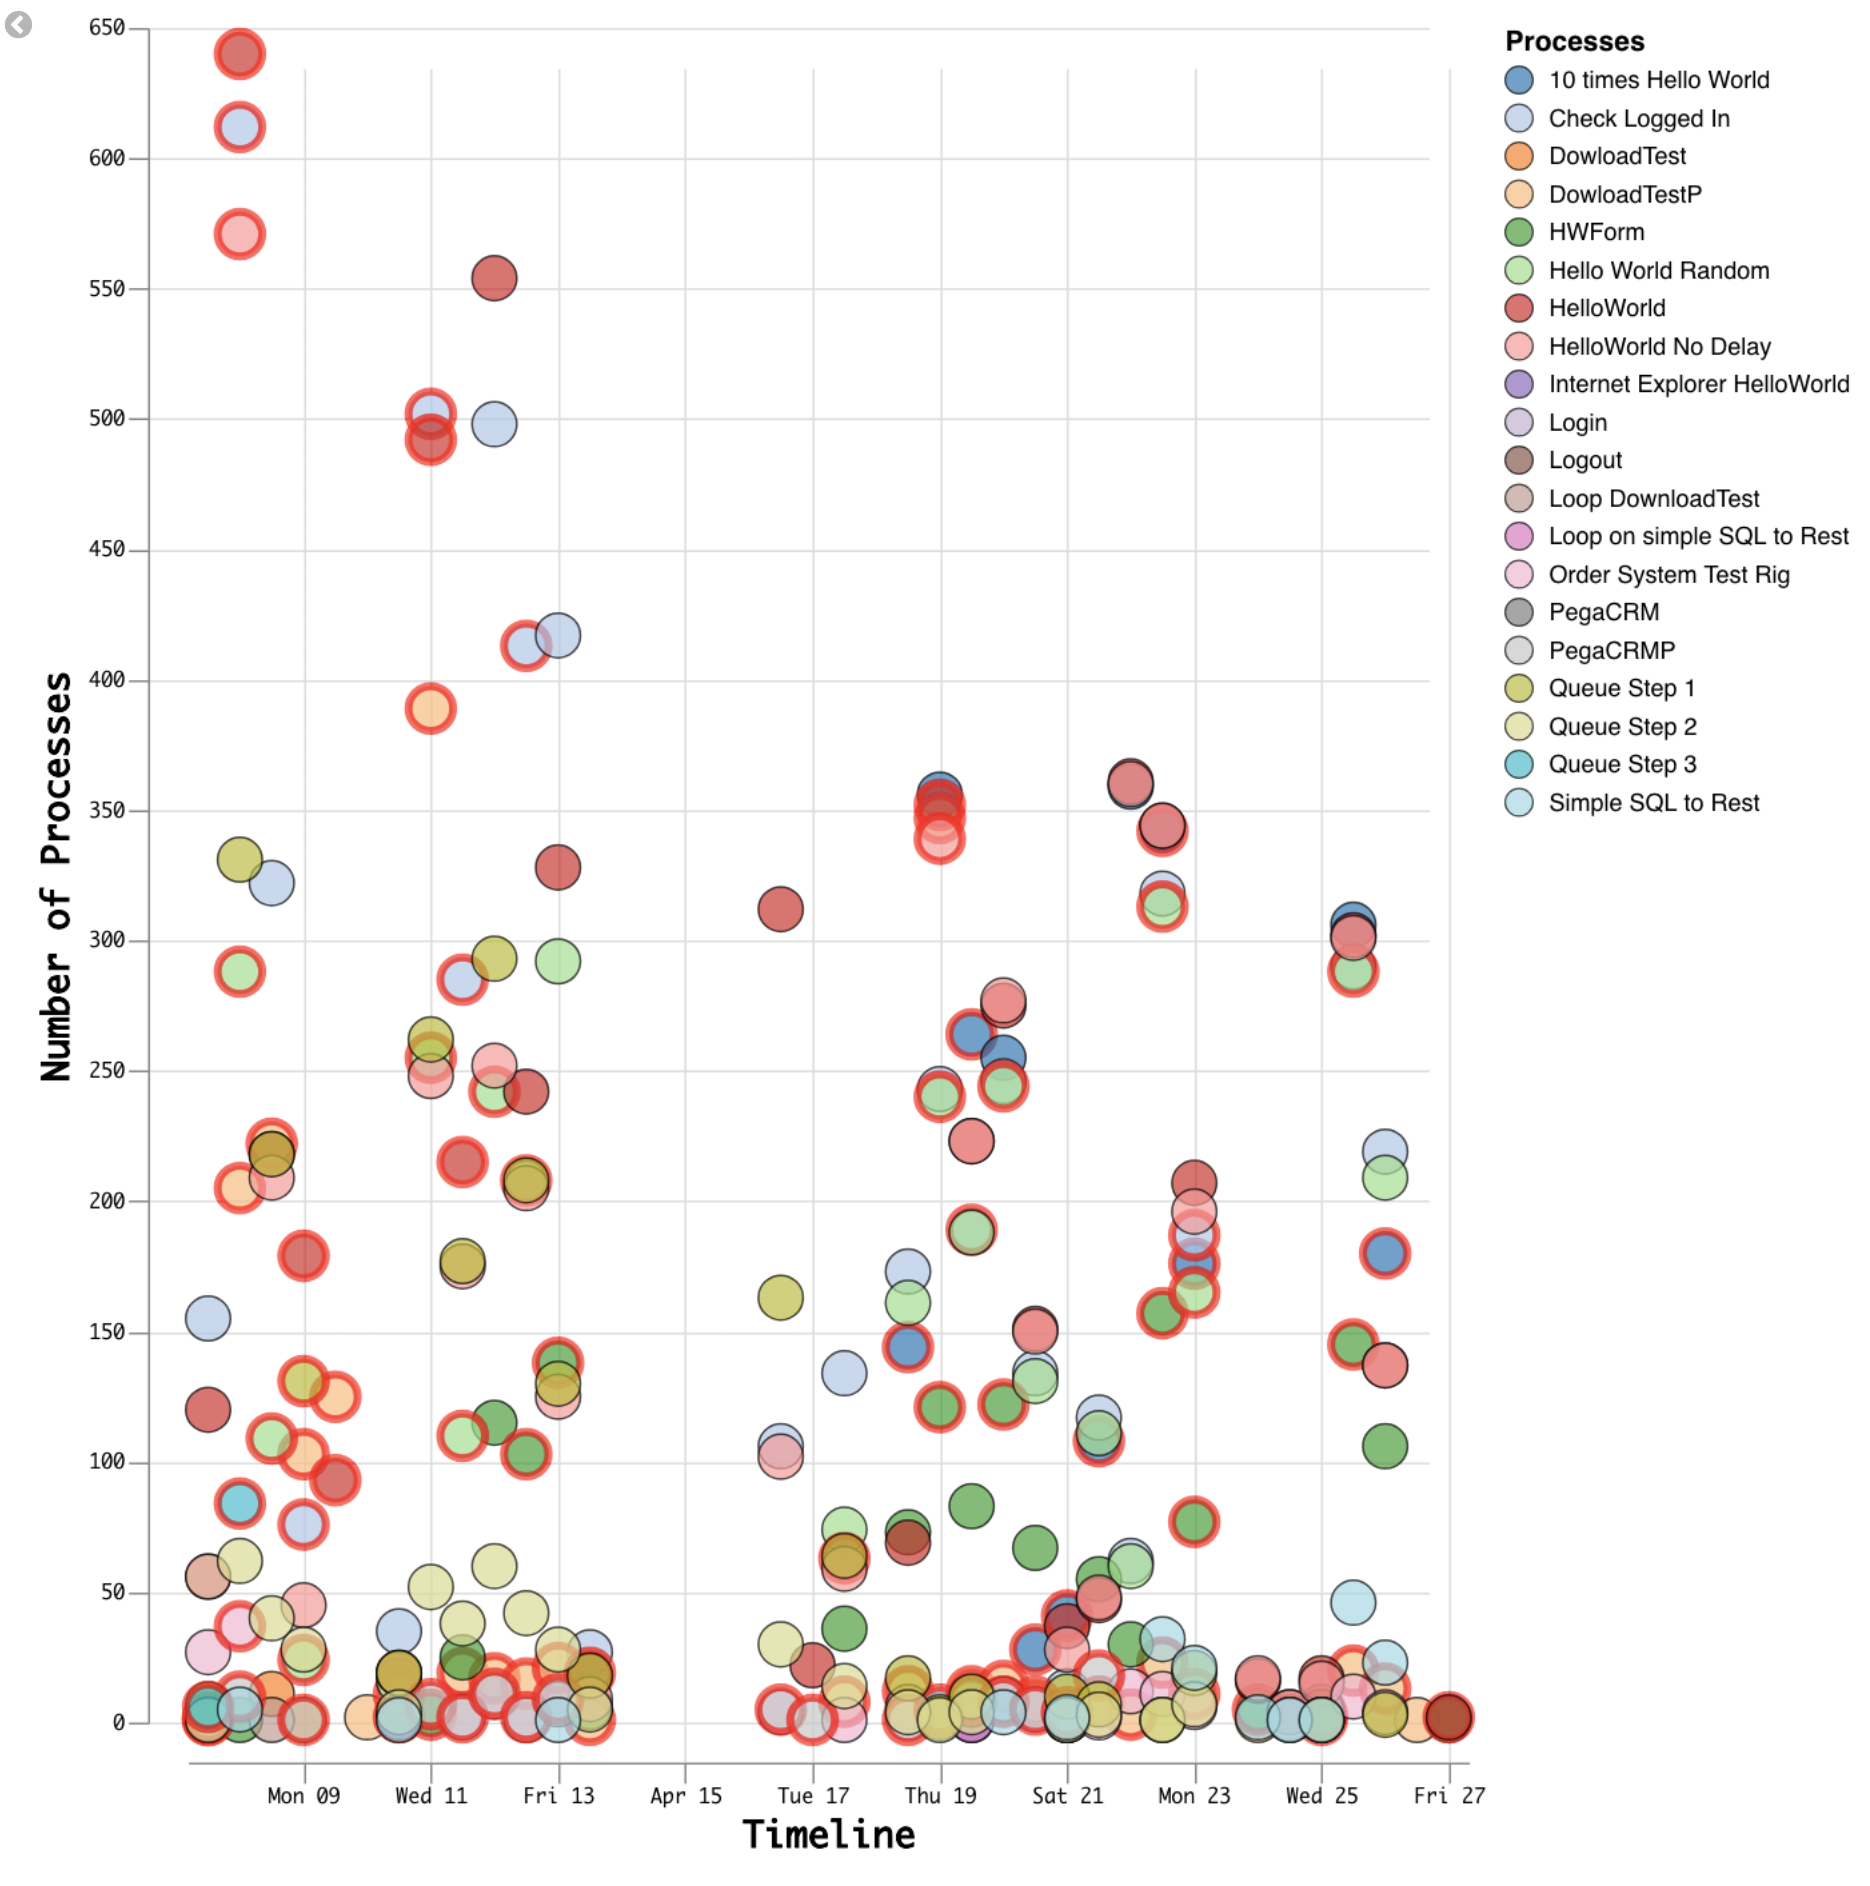 650
600
550
500
450
400
350
300
250
200
150
100
50
0
Number of Processes
Mon 09 Wed 11 Fri 13 Apr 15 Tue 17 Thu 19 Sat 21 Mon 23 Wed 25 Fri 27
Timeline
Processes
10 times Hello World
Check Logged In
DowloadTest
DowloadTestP
HWForm
Hello World Random
HelloWorld
HelloWorld No Delay
Internet Explorer HelloWorld
Login
Logout
Loop DownloadTest
Loop on simple SQL to Rest
Order System Test Rig
PegaCRM
PegaCRMP
Queue Step 1
Queue Step 2
Queue Step 3
Simple SQL to Rest